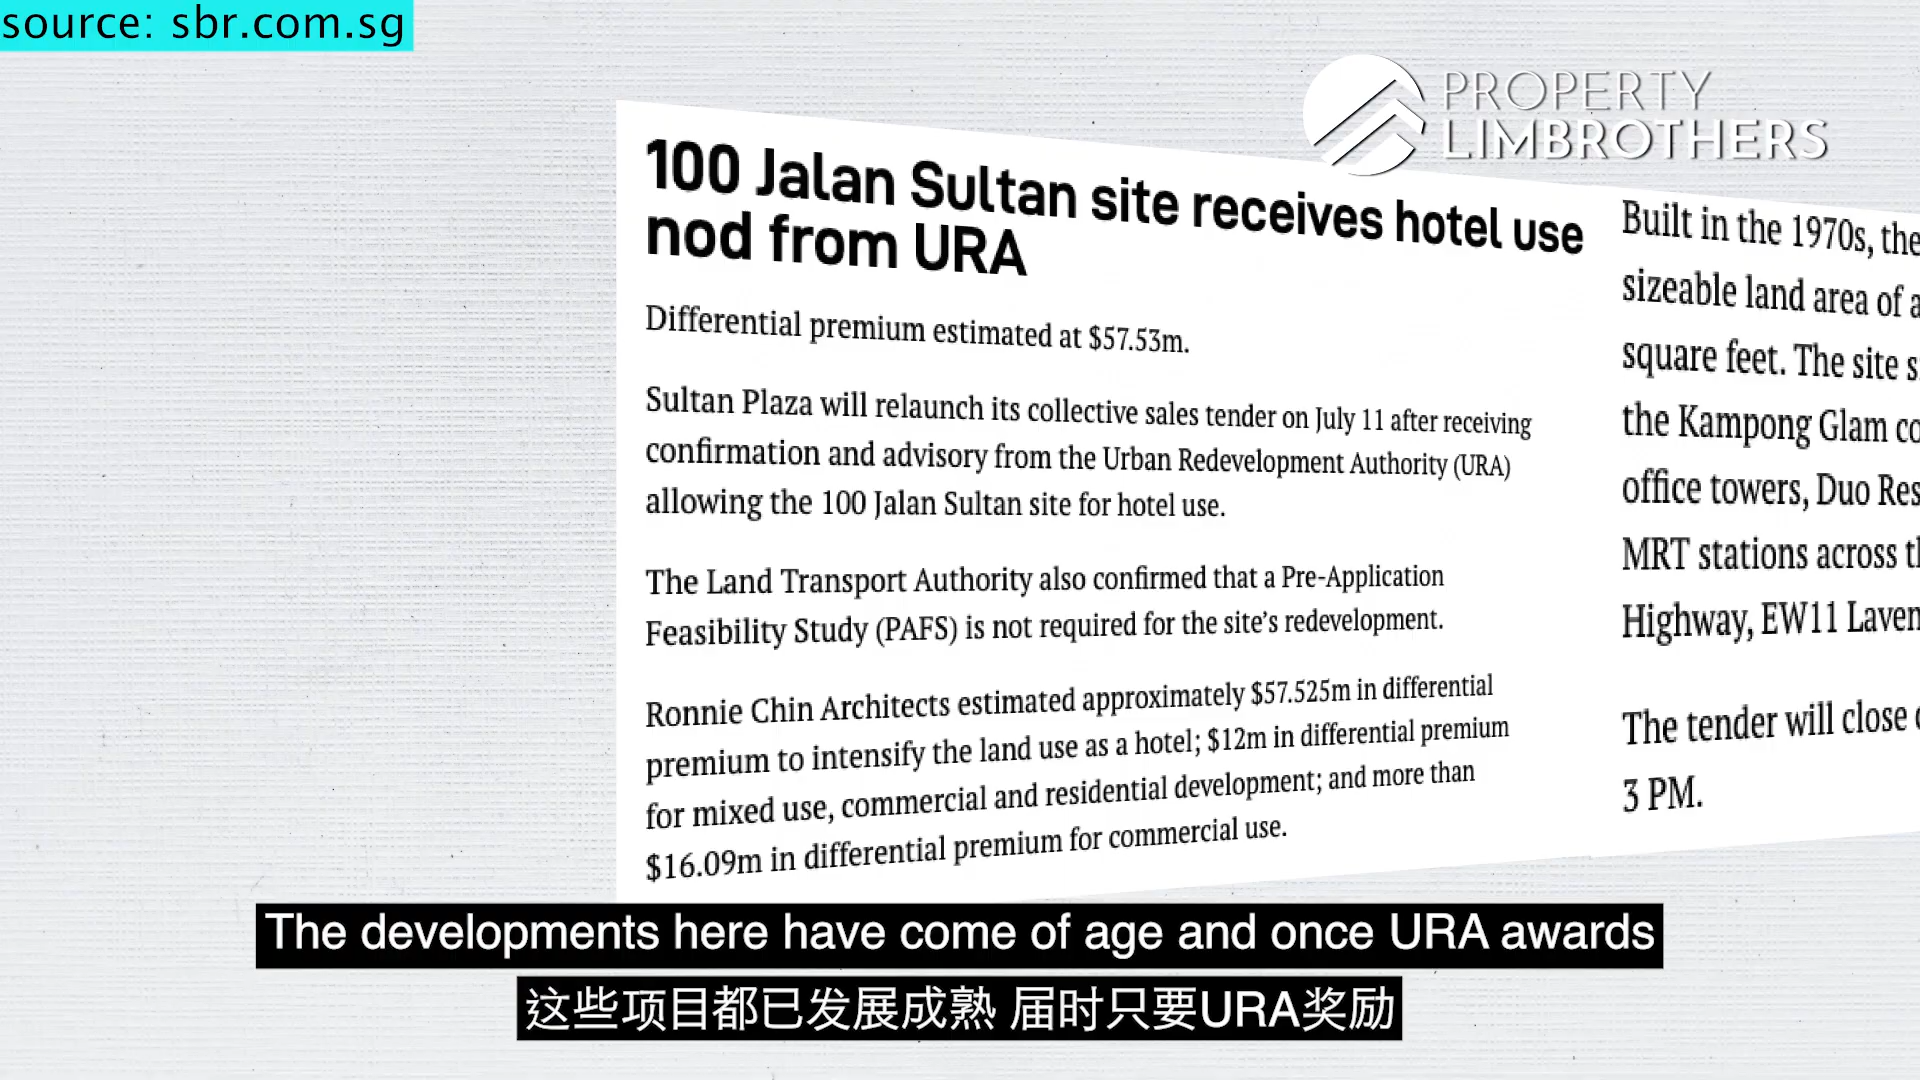 source: sbr.com.sg
PROPERTY
LIMBROTHERS
100 Jalan Sultan site receives hotel use
nod from URA
Differential premium estimated at $57.53m.
Sultan Plaza will relaunch its collective sales tender on July 11 after receiving
confirmation and advisory from the Urban Redevelopment Authority (URA)
allowing the 100 Jalan Sultan site for hotel use.
The Land Transport Authority also confirmed that a Pre-Application
Feasibility Study (PAFS) is not required for the site’s redevelopment.
Ronnie Chin Architects estimated approximately $57.525m in differential
premium to intensify the land use as a hotel; $12m in differential premium
for mixed use, commercial and residential development; and more than
$16.09m in differential premium for commercial use.
Built in the 1970s, the
sizeable land area of
square feet. The site
the Kampong Glam
office towers, Duo
MRT stations across
Highway, EW11
The tender will close
3 PM.
The developments here have come of age and once URA awards
这些项目都已发展成熟 届时只要URA奖励